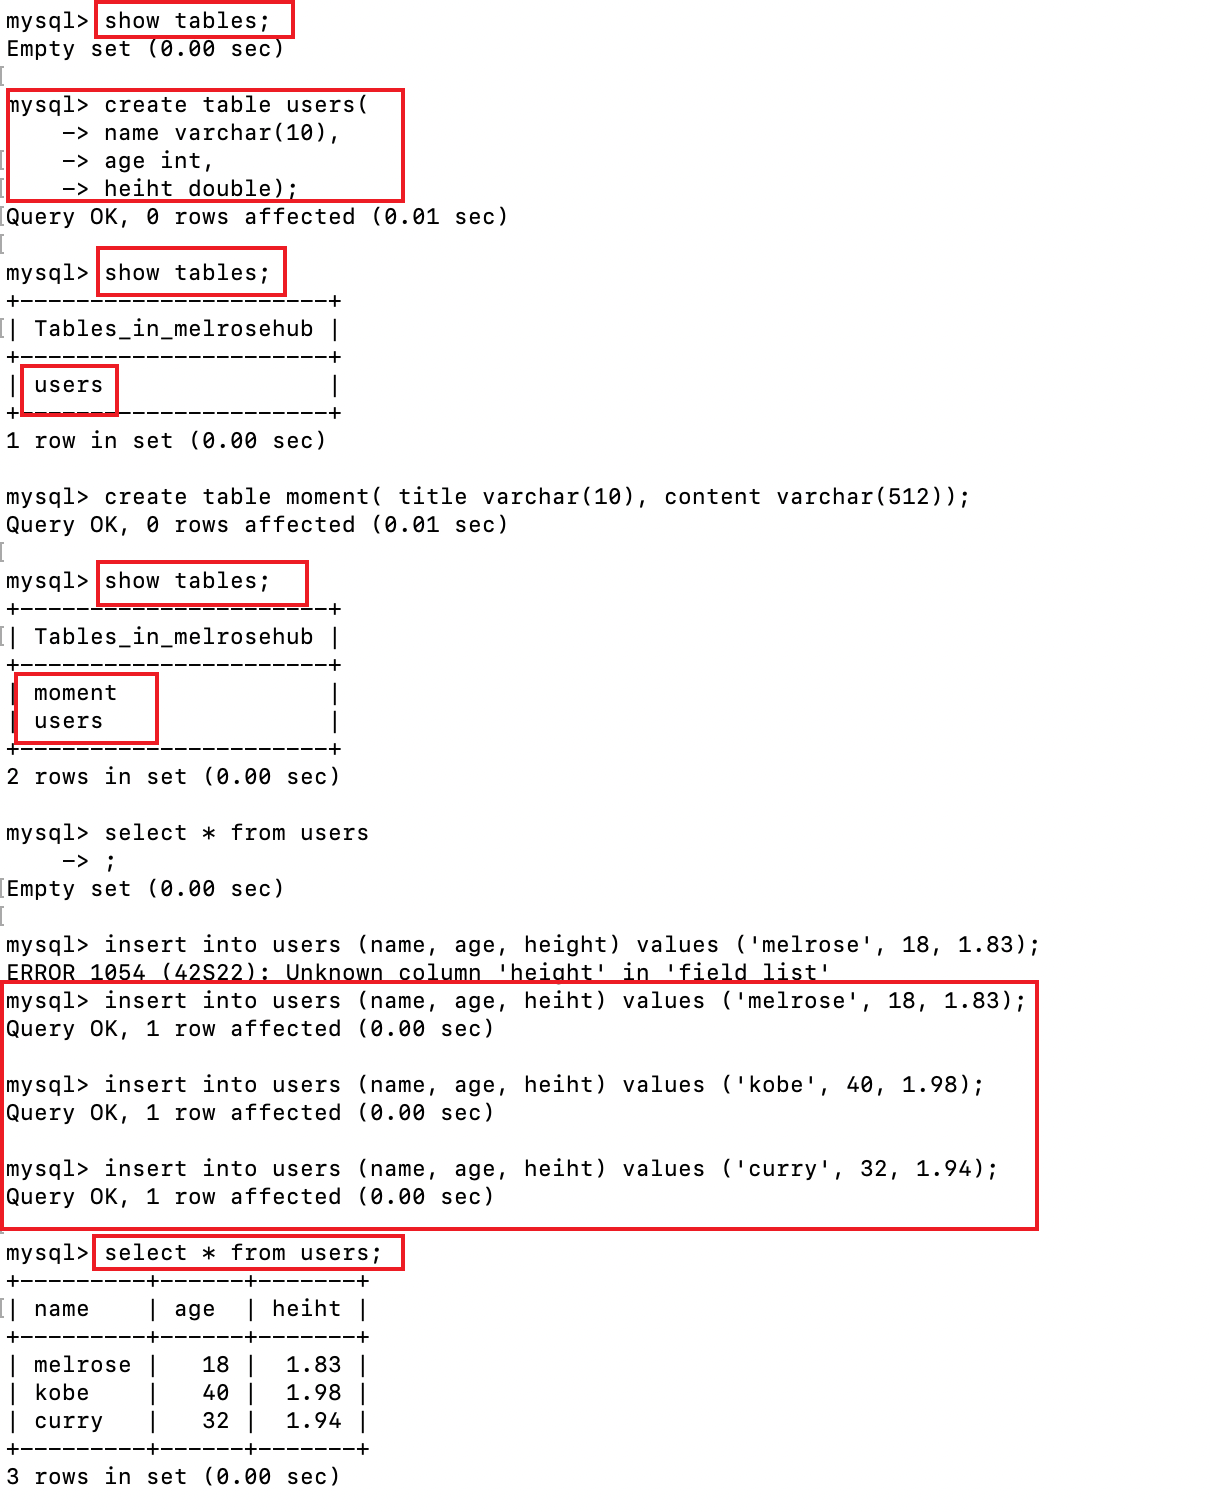 mysql> show tables;
Empty set (0.00 sec)
mysql> create table users(
    -> name varchar(10),
    -> age int,
    -> heiht double);
Query OK, 0 rows affected (0.01 sec)
mysql> show tables;
+----------------------+
| Tables_in_melrosehub |
+----------------------+
| users                |
+----------------------+
1 row in set (0.00 sec)
mysql> create table moment( title varchar(10), content varchar(512));
Query OK, 0 rows affected (0.01 sec)
mysql> show tables;
+----------------------+
| Tables_in_melrosehub |
+----------------------+
| moment               |
| users                |
+----------------------+
2 rows in set (0.00 sec)
mysql> select * from users
    -> ;
Empty set (0.00 sec)
mysql> insert into users (name, age, height) values ('melrose', 18, 1.83);
ERROR 1054 (42S22): Unknown column 'height' in 'field list'
mysql> insert into users (name, age, heiht) values ('melrose', 18, 1.83);
Query OK, 1 row affected (0.00 sec)
mysql> insert into users (name, age, heiht) values ('kobe', 40, 1.98);
Query OK, 1 row affected (0.00 sec)
mysql> insert into users (name, age, heiht) values ('curry', 32, 1.94);
Query OK, 1 row affected (0.00 sec)
mysql> select * from users;
+---------+------+-------+
| name    | age  | heiht |
+---------+------+-------+
| melrose |   18 |  1.83 |
| kobe    |   40 |  1.98 |
| curry   |   32 |  1.94 |
+---------+------+-------+
3 rows in set (0.00 sec)